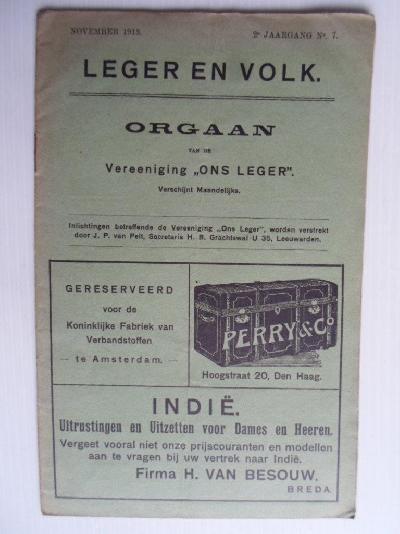 NOVEMBER 1913.
2e JAARGANG No. 7.
LEGER EN VOLK.
ORGAAN
VAN DE
Vereeniging „ONS LEGER”.
Verschijnt Maandelijks.
Inlichtingen betreffende de Vereeniging „Ons Leger”, worden verstrekt
door J. P. van Pelt, Secretaris H. B. Grachtswal U 35, Leeuwarden.
GERESERVEERD
voor de
Koninklijke Fabriek van
Verbandstoffen
— te Amsterdam. —
PERRY & Co
Hoogstraat 20, Den Haag.
INDIË.
Uitrustingen en Uitzetten voor Dames en Heeren.
Vergeet vooral niet onze prijscouranten en modellen
aan te vragen bij uw vertrek naar Indië.
Firma H. VAN BESOUW.
BREDA.